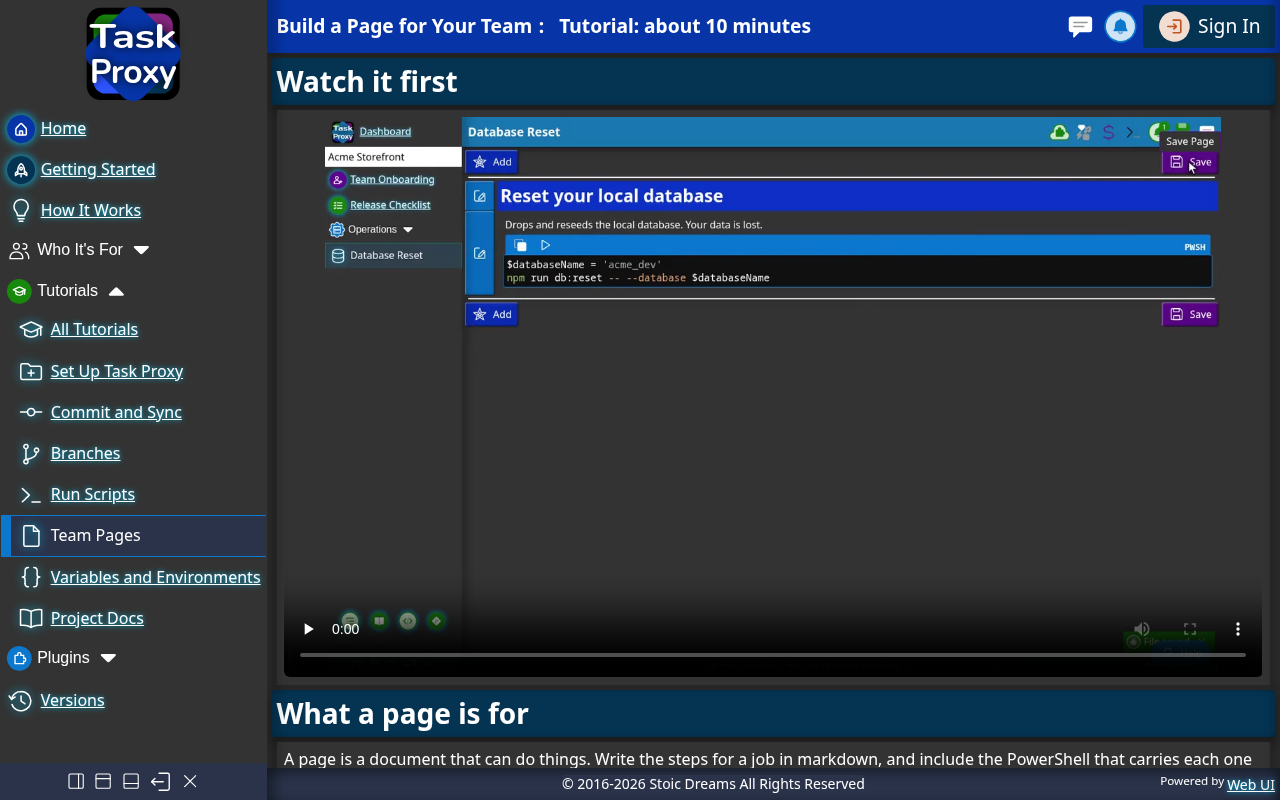 Task
Proxy
Home
Getting Started
How It Works
Who It's For
Tutorials
All Tutorials
Set Up Task Proxy
Commit and Sync
Branches
Run Scripts
Team Pages
Variables and Environments
Project Docs
Plugins
Versions
Build a Page for Your Team : Tutorial: about 10 minutes
Sign In
Watch it first
Task
Proxy
Dashboard
Database Reset
1
Save Page
Acme Storefront
Add
Save
Team Onboarding
Release Checklist
Operations
Database Reset
Reset your local database
Drops and reseeds the local database. Your data is lost.
PWSH
$databaseName = 'acme_dev'
npm run db:reset -- --database $databaseName
Add
Save
0:00
What a page is for
A page is a document that can do things. Write the steps for a job in markdown, and include the PowerShell that carries each one
© 2016-2026 Stoic Dreams All Rights Reserved
Powered by Web UI